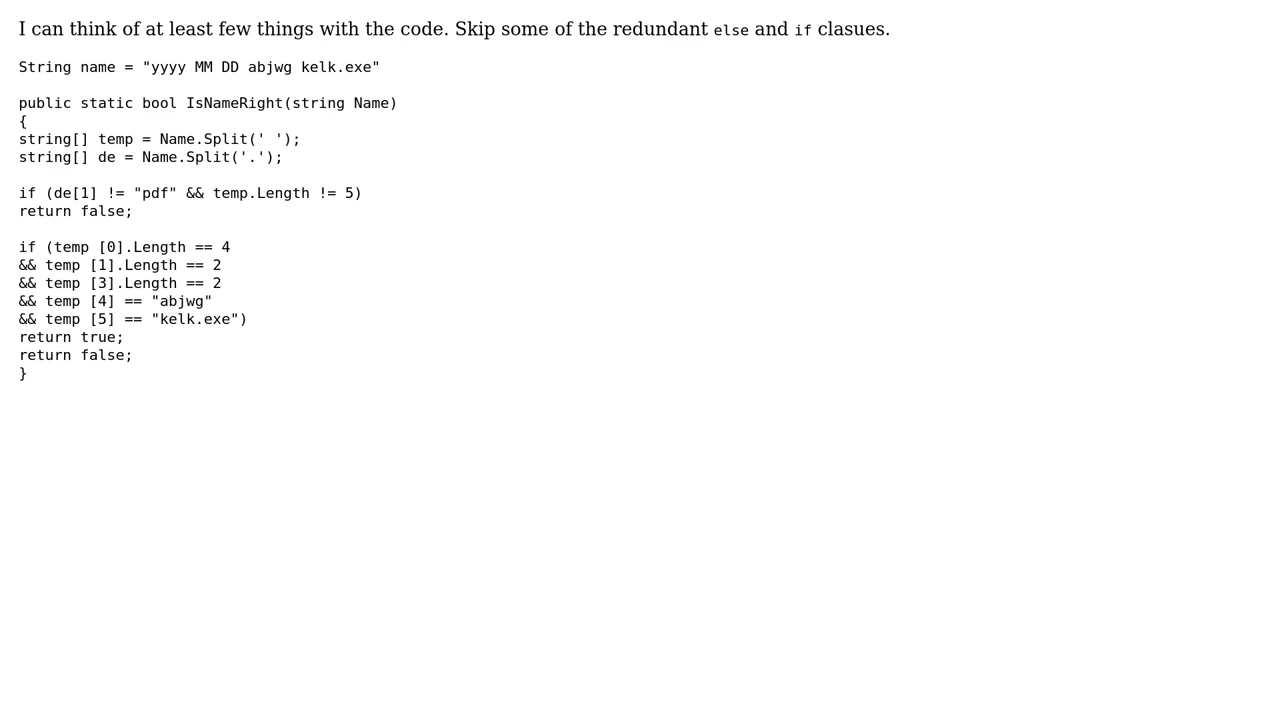 I can think of at least few things with the code. Skip some of the redundant else and if clasues.
String name = "yyyy MM DD abjwg kelk.exe"
public static bool IsNameRight(string Name)
{
string[] temp = Name.Split(' ');
string[] de = Name.Split('.');
if (de[1] != "pdf" && temp.Length != 5)
return false;
if (temp [0].Length == 4
&& temp [1].Length == 2
&& temp [3].Length == 2
&& temp [4] == "abjwg"
&& temp [5] == "kelk.exe")
return true;
return false;
}